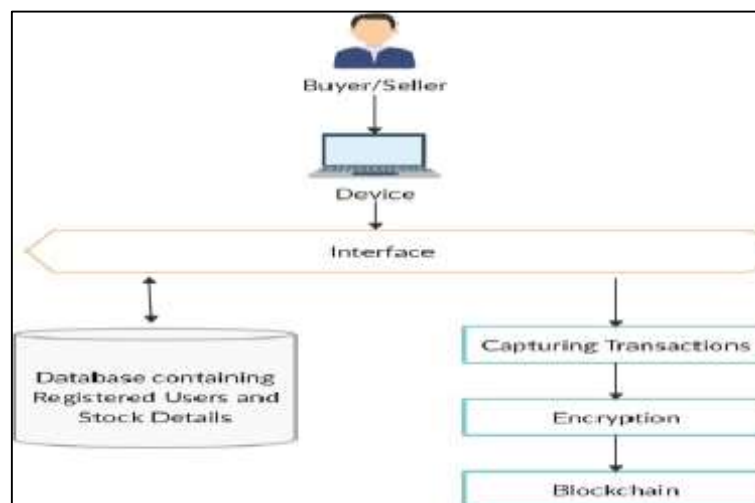 Buyer/Seller
Device
Interface
Database containing
Registered Users and
Stock Details
Capturing Transactions
Encryption
Blockchain